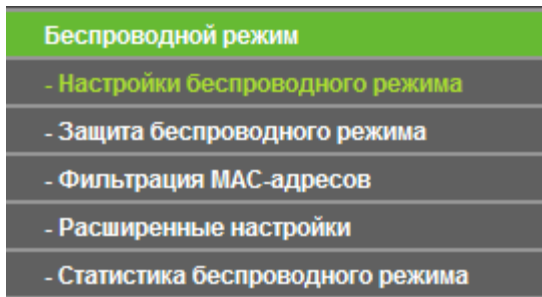 Беспроводной режим
- Настройки беспроводного режима
- Защита беспроводного режима
- Фильтрация MAC-адресов
- Расширенные настройки
- Статистика беспроводного режима